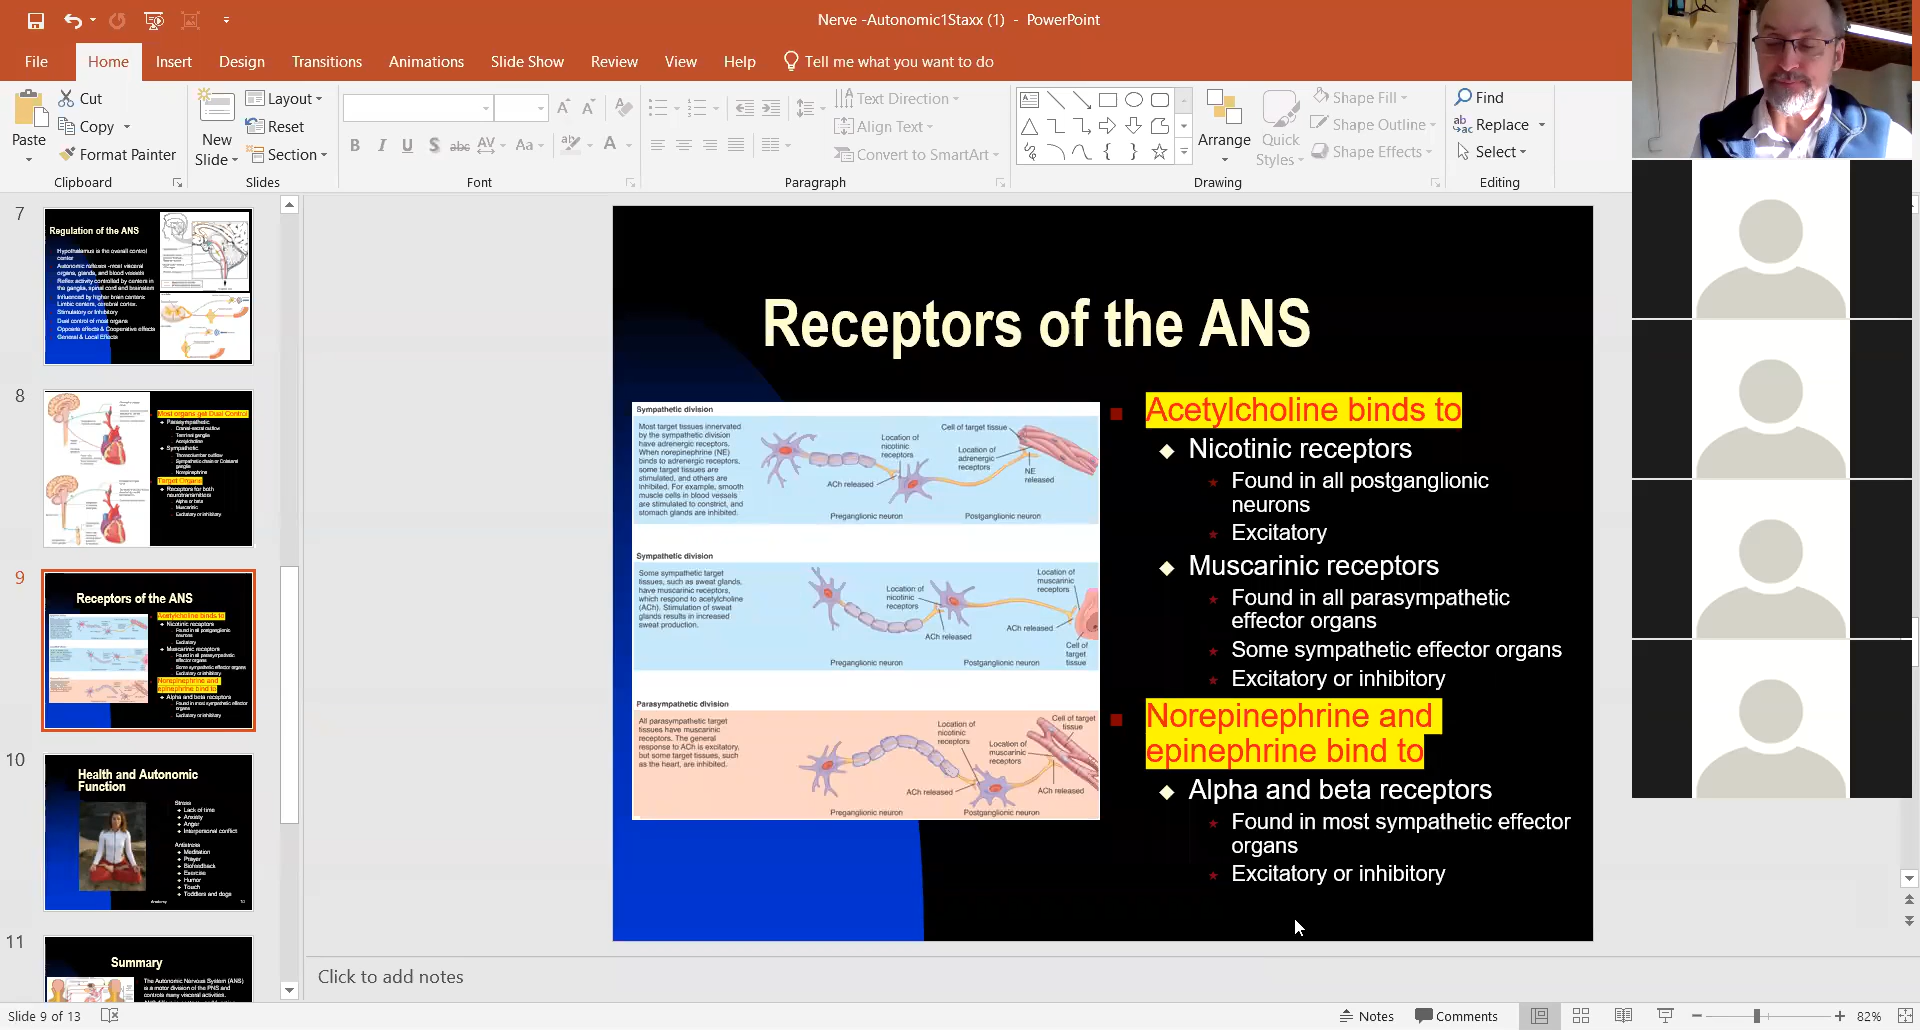 Nerve -Autonomic1Staxx (1) - PowerPoint
File Home Insert Design Transitions Animations Slide Show Review View Help Tell me what you want to do
Paste
Cut
Copy
Format Painter
Clipboard
New
Slide
Layout
Reset
Section
Slides
B I U S abc AV Aa A
Font
Text Direction
Align Text
Convert to SmartArt
Paragraph
Arrange
Quick
Styles
Shape Fill
Shape Outline
Shape Effects
Drawing
Find
Replace
Select
Editing
7
Regulation of the ANS
Hypothalamus is the overall control
center
Autonomic reflexes -most visceral
organs, glands, and blood vessels
Reflex activity controlled by centers in
the ganglia, spinal cord and brainstem
Influenced by higher brain centers:
Limbic centers, cerebral cortex.
Stimulatory or Inhibitory
Dual control of most organs
Opposite effects & Cooperative effects
General & Local Effects
8
Most organs get Dual Control
Parasympathetic
Cranial-sacral outflow
Terminal ganglia
Acetylcholine
Sympathetic
Thoracolumbar outflow
Sympathetic chain or Collateral
ganglia
Norepinephrine
Target Organs
Receptors for both
neurotransmitters
Alpha or beta
Muscarinic
Excitatory or inhibitory
9
Receptors of the ANS
Acetylcholine binds to
Nicotinic receptors
Found in all postganglionic
neurons
Excitatory
Muscarinic receptors
Found in all parasympathetic
effector organs
Some sympathetic effector organs
Excitatory or inhibitory
Norepinephrine and
epinephrine bind to
Alpha and beta receptors
Found in most sympathetic effector
organs
Excitatory or inhibitory
10
Health and Autonomic
Function
Stress
Lack of time
Anxiety
Anger
Interpersonal conflict
Antistress
Meditation
Prayer
Biofeedback
Exercise
Humor
Touch
Toddlers and dogs
10
11
Summary
The Autonomic Nervous System (ANS)
is a motor division of the PNS and
controls many visceral activities.
Receptors of the ANS
Sympathetic division
Most target tissues innervated
by the sympathetic division
have adrenergic receptors.
When norepinephrine (NE)
binds to adrenergic receptors,
some target tissues are
stimulated, and others are
inhibited. For example, smooth
muscle cells in blood vessels
are stimulated to constrict, and
stomach glands are inhibited.
Location of
nicotinic
receptors
Cell of target tissue
Location of
adrenergic
receptors
NE
released
ACh released
Preganglionic neuron
Postganglionic neuron
Sympathetic division
Some sympathetic target
tissues, such as sweat glands,
have muscarinic receptors,
which respond to acetylcholine
(ACh). Stimulation of sweat
glands results in increased
sweat production.
Location of
nicotinic
receptors
Location of
muscarinic
receptors
ACh released
ACh released
Cell of
target
tissue
Preganglionic neuron
Postganglionic neuron
Parasympathetic division
All parasympathetic target
tissues have muscarinic
receptors. The general
response to ACh is excitatory,
but some target tissues, such
as the heart, are inhibited.
Location of
nicotinic
receptors
Cell of target
tissue
Location of
muscarinic
receptors
ACh released
ACh released
Preganglionic neuron
Postganglionic neuron
Acetylcholine binds to
Nicotinic receptors
Found in all postganglionic
neurons
Excitatory
Muscarinic receptors
Found in all parasympathetic
effector organs
Some sympathetic effector organs
Excitatory or inhibitory
Norepinephrine and
epinephrine bind to
Alpha and beta receptors
Found in most sympathetic effector
organs
Excitatory or inhibitory
Click to add notes
Slide 9 of 13
Notes
Comments
82%